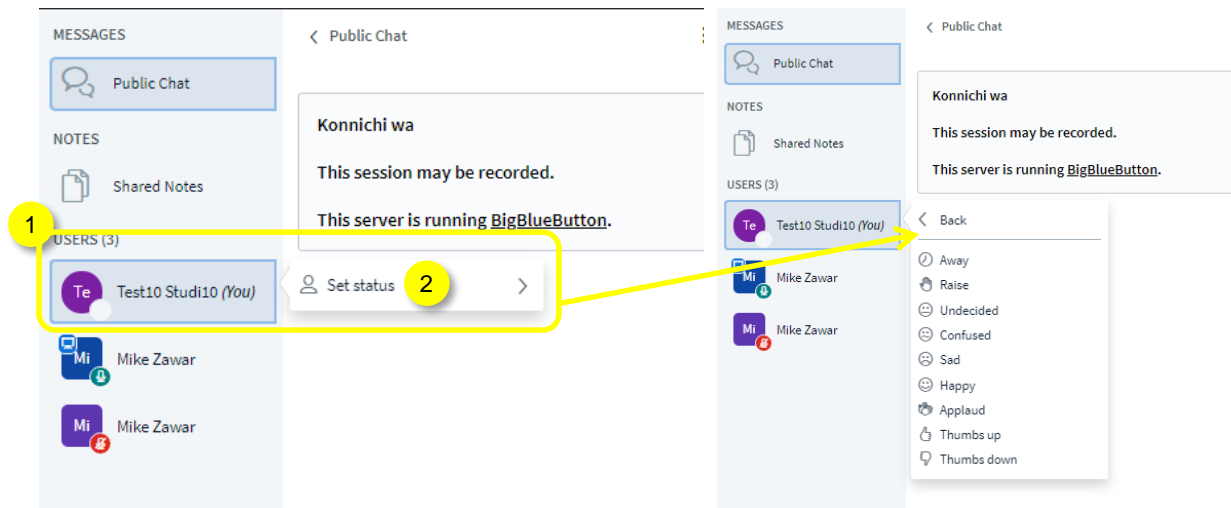 MESSAGES
Public Chat
NOTES
Shared Notes
1
USERS (3)
Te
Test10 Studi10 (You)
Mi
Mike Zawar
Mi
Mike Zawar
Public Chat
Konnichi wa
This session may be recorded.
This server is running BigBlueButton.
Set status
2
MESSAGES
Public Chat
NOTES
Shared Notes
USERS (3)
Te
Test10 Studi10 (You)
Mi
Mike Zawar
Mi
Mike Zawar
Public Chat
Konnichi wa
This session may be recorded.
This server is running BigBlueButton.
Back
Away
Raise
Undecided
Confused
Sad
Happy
Applaud
Thumbs up
Thumbs down